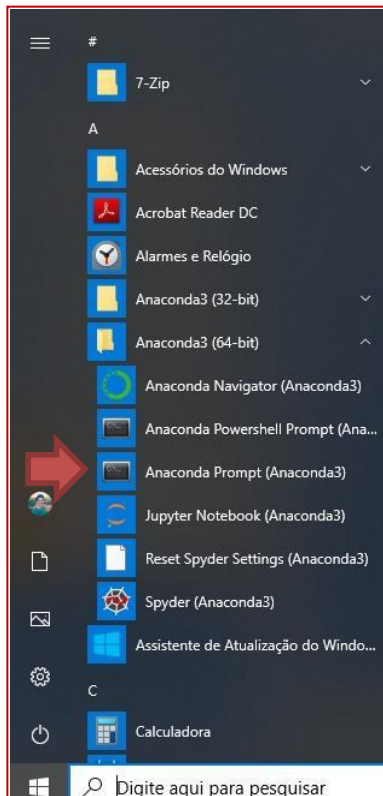 #
7-Zip
A
Acessórios do Windows
Acrobat Reader DC
Alarmes e Relógio
Anaconda3 (32-bit)
Anaconda3 (64-bit)
Anaconda Navigator (Anaconda3)
Anaconda Powershell Prompt (Ana...
Anaconda Prompt (Anaconda3)
Jupyter Notebook (Anaconda3)
Reset Spyder Settings (Anaconda3)
Spyder (Anaconda3)
Assistente de Atualização do Windo...
C
Calculadora
Digite aqui para pesquisar